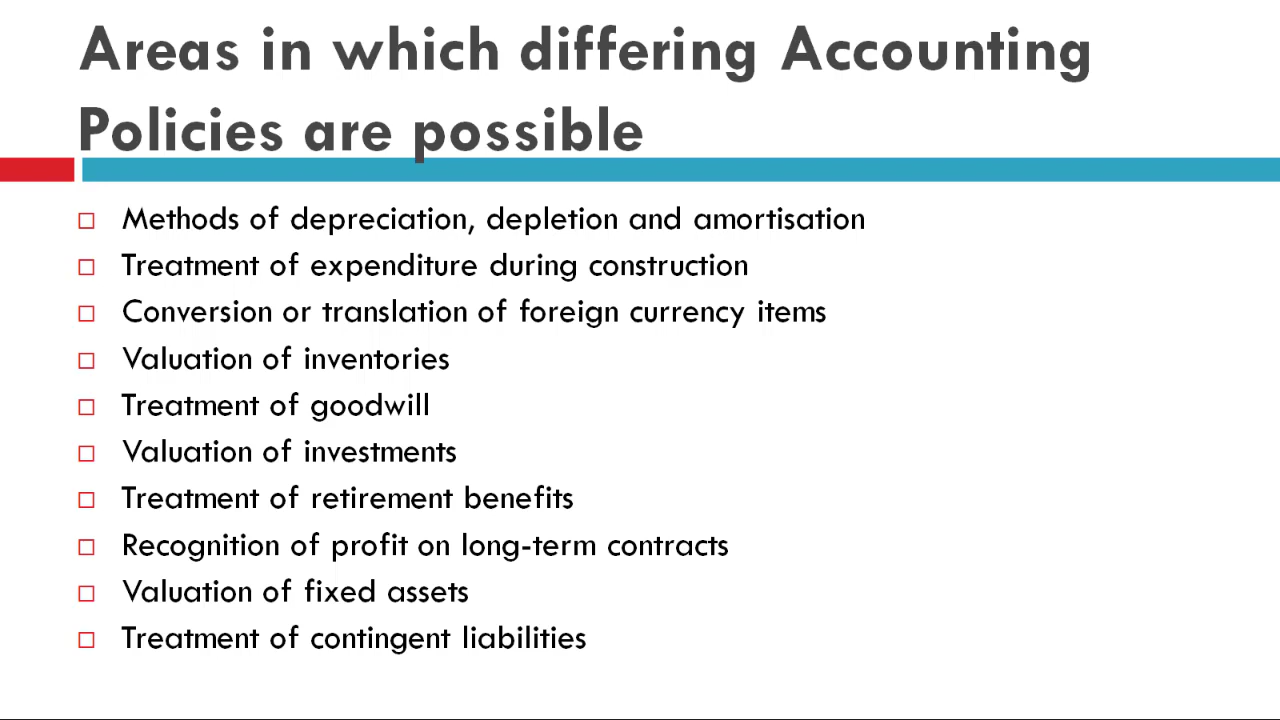 Areas in which differing Accounting
Policies are possible
Methods of depreciation, depletion and amortisation
Treatment of expenditure during construction
Conversion or translation of foreign currency items
Valuation of inventories
Treatment of goodwill
Valuation of investments
Treatment of retirement benefits
Recognition of profit on long-term contracts
Valuation of fixed assets
Treatment of contingent liabilities